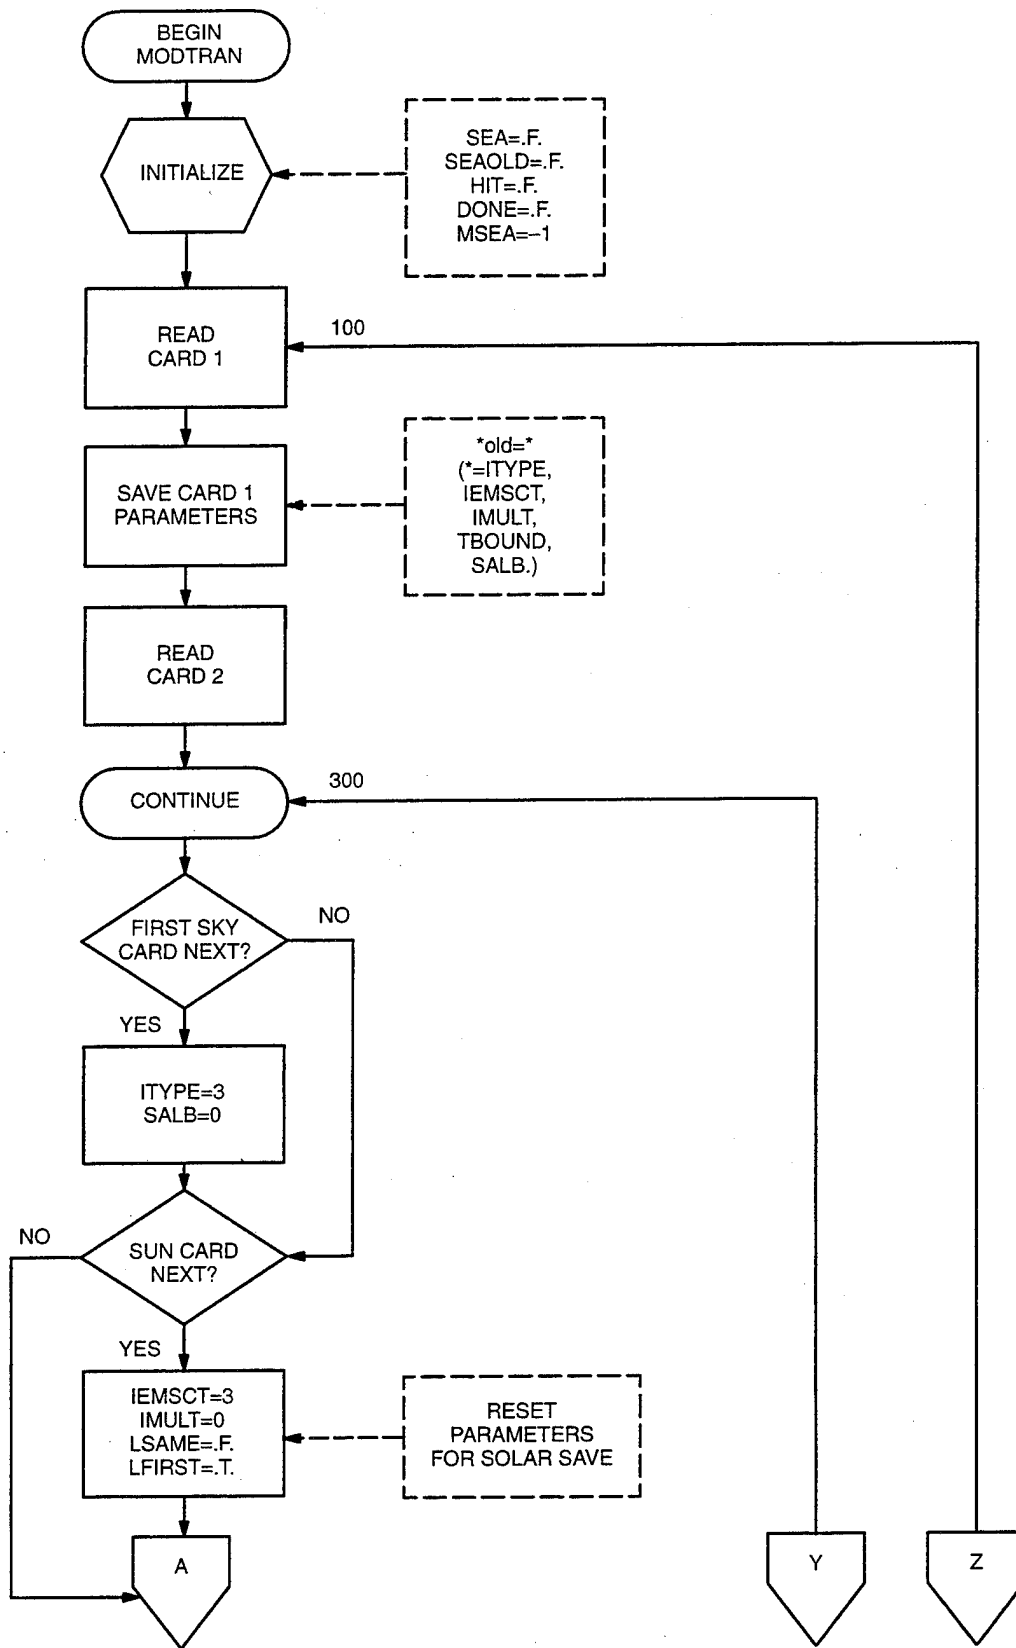 BEGIN
MODTRAN
INITIALIZE
SEA=.F.
SEAOLD=.F.
HIT=.F.
DONE=.F.
MSEA=–1
READ
CARD 1
100
SAVE CARD 1
PARAMETERS
*old=*
(*=ITYPE,
IEMSCT,
IMULT,
TBOUND,
SALB.)
READ
CARD 2
CONTINUE
300
FIRST SKY
CARD NEXT?
NO
YES
ITYPE=3
SALB=0
NO
SUN CARD
NEXT?
YES
IEMSCT=3
IMULT=0
LSAME=.F.
LFIRST=.T.
RESET
PARAMETERS
FOR SOLAR SAVE
A
Y
Z